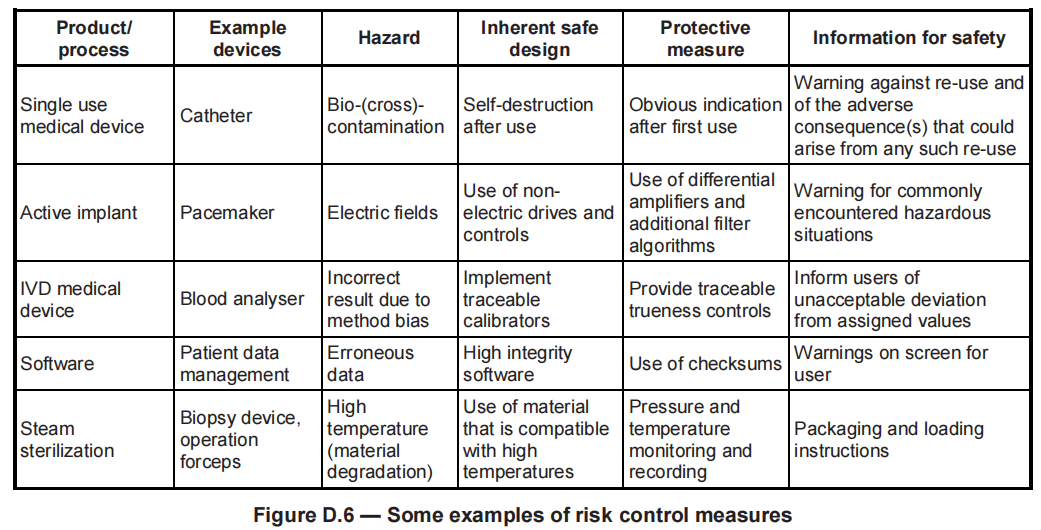 Product/
process
Example
devices
Hazard
Inherent safe
design
Protective
measure
Information for safety
Single use
medical device
Catheter
Bio-(cross)-
contamination
Self-destruction
after use
Obvious indication
after first use
Warning against re-use and
of the adverse
consequence(s) that could
arise from any such re-use
Active implant
Pacemaker
Electric fields
Use of non-
electric drives and
controls
Use of differential
amplifiers and
additional filter
algorithms
Warning for commonly
encountered hazardous
situations
IVD medical
device
Blood analyser
Incorrect
result due to
method bias
Implement
traceable
calibrators
Provide traceable
trueness controls
Inform users of
unacceptable deviation
from assigned values
Software
Patient data
management
Erroneous
data
High integrity
software
Use of checksums
Warnings on screen for
user
Steam
sterilization
Biopsy device,
operation
forceps
High
temperature
(material
degradation)
Use of material
that is compatible
with high
temperatures
Pressure and
temperature
monitoring and
recording
Packaging and loading
instructions
Figure D.6 — Some examples of risk control measures